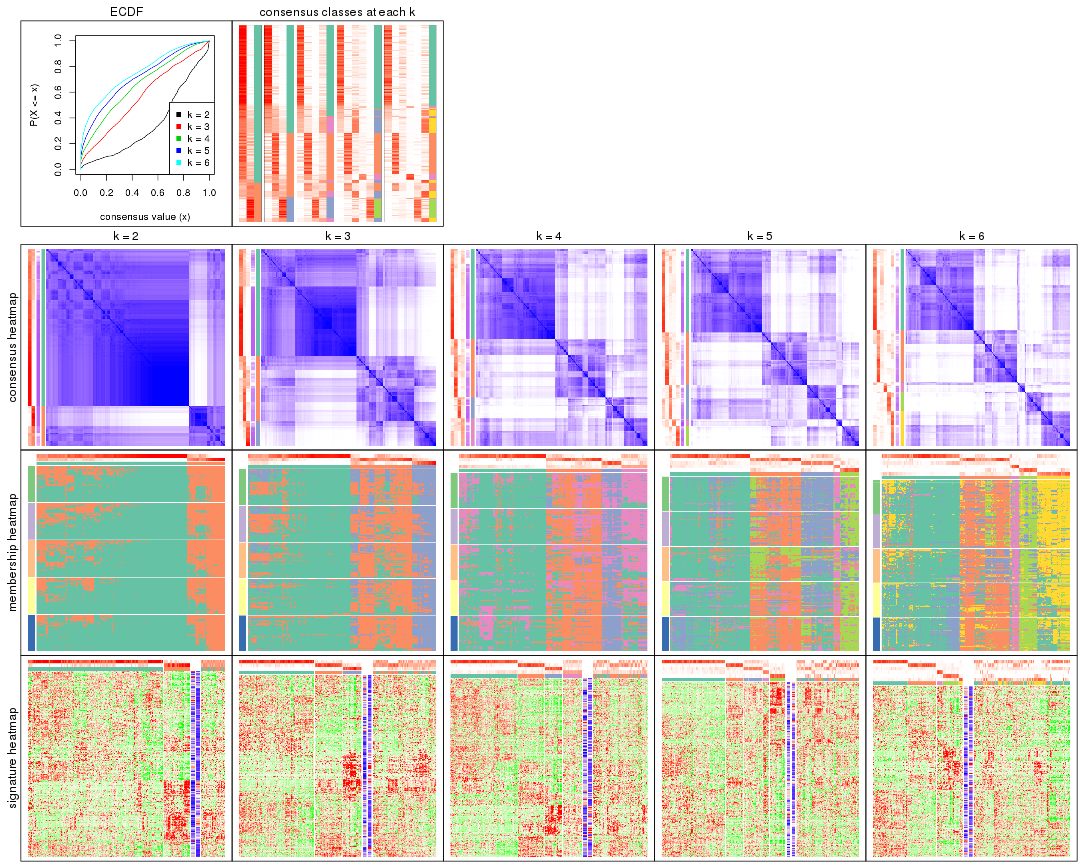 ECDF
consensus classes at each k
P(X <= x)
0.0
0.2
0.4
0.6
0.8
1.0
k = 2
k = 3
k = 4
k = 5
k = 6
0.0 0.2 0.4 0.6 0.8 1.0
consensus value (x)
k = 2
k = 3
k = 4
k = 5
k = 6
consensus heatmap
membership heatmap
signature heatmap